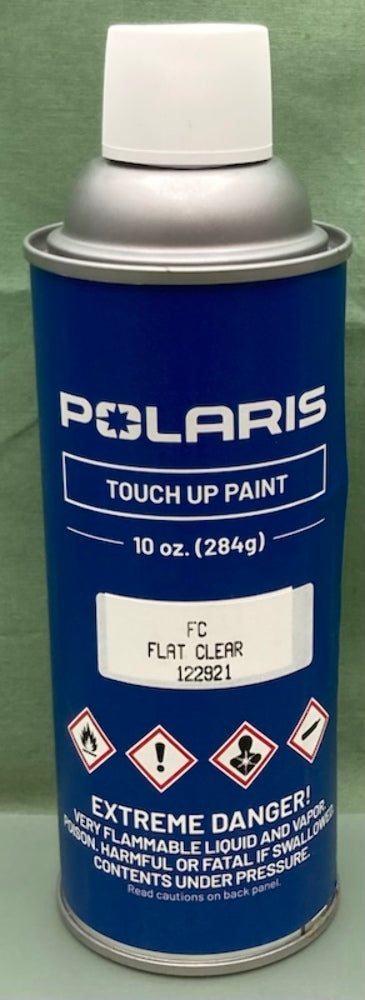 POLARIS
TOUCH UP PAINT
10 oz. (284g)
FC
FLAT CLEAR
122921
EXTREME DANGER!
VERY FLAMMABLE LIQUID AND VAPOR.
POISON. HARMFUL OR FATAL IF SWALLOWED.
CONTENTS UNDER PRESSURE.
Read cautions on back panel.